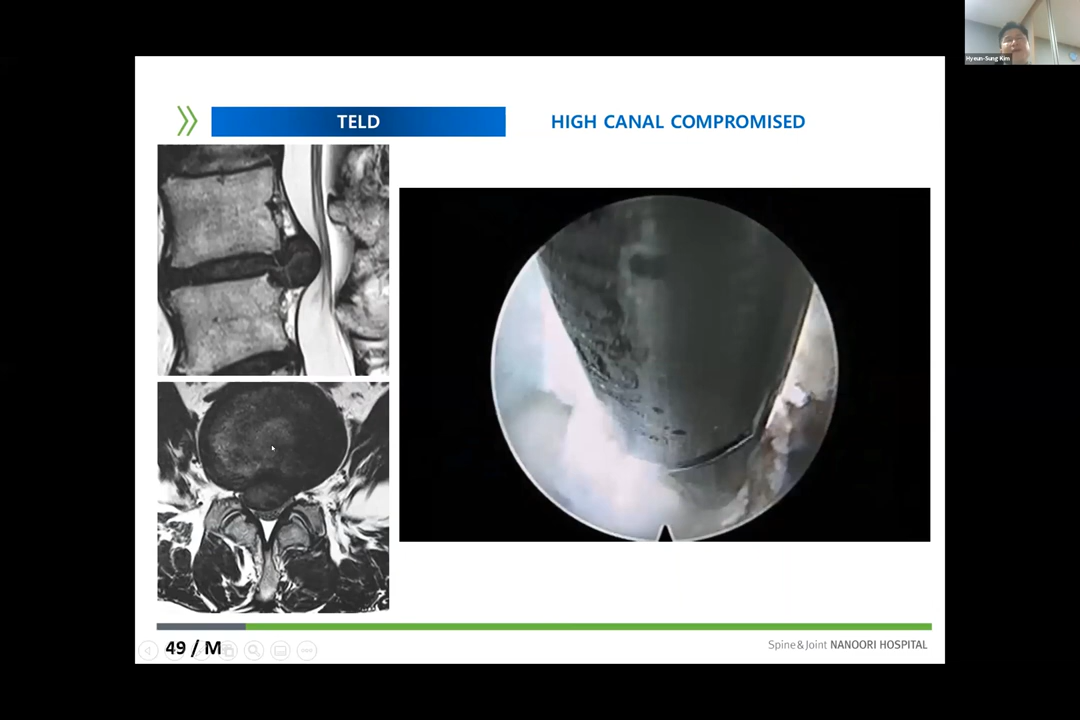 Hyeun-Sung Kim
TELD
HIGH CANAL COMPROMISED
49 / M
Spine&Joint NANOORI HOSPITAL